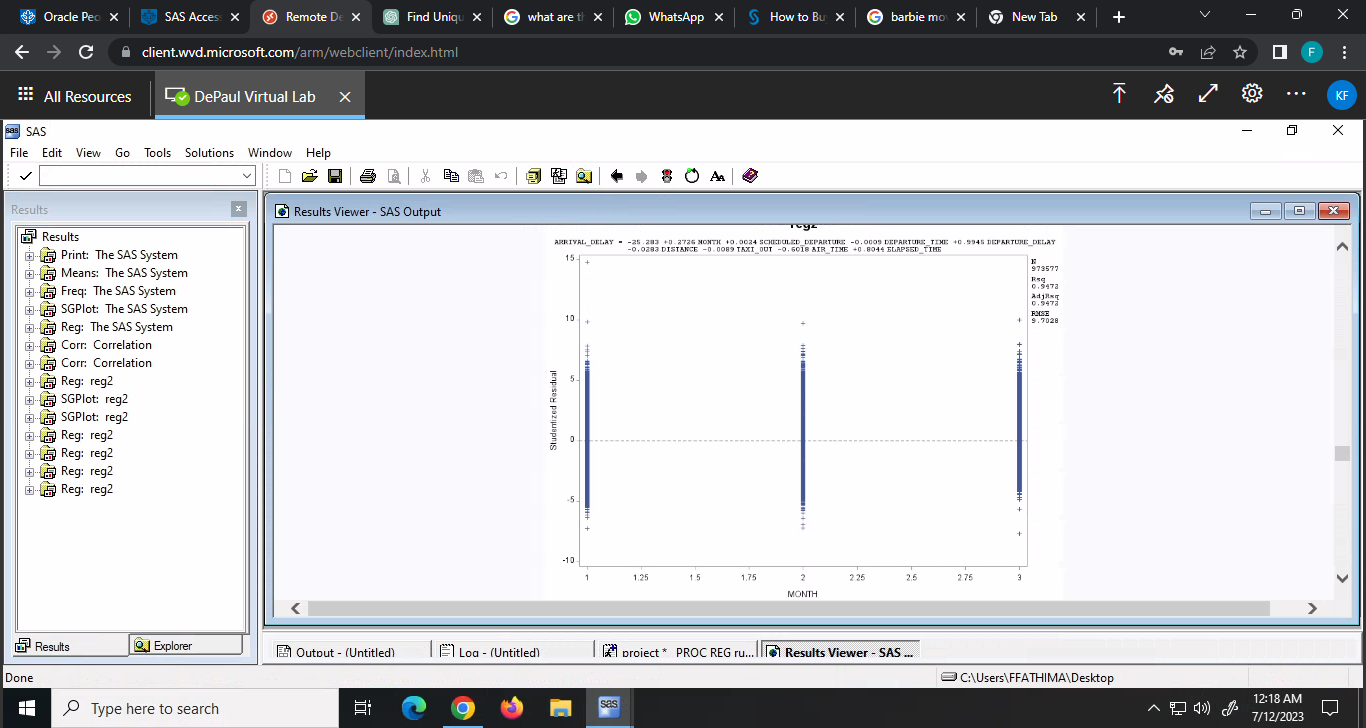 Oracle Peo
SAS Acces
Remote De
Find Uniqu
what are th
WhatsApp
How to Bu
barbie mov
New Tab
client.wvd.microsoft.com/arm/webclient/index.html
F
All Resources
DePaul Virtual Lab
KF
sas SAS
File Edit View Go Tools Solutions Window Help
Results
Results Viewer - SAS Output
Results
Print: The SAS System
Means: The SAS System
Freq: The SAS System
SGPlot: The SAS System
Reg: The SAS System
Corr: Correlation
Corr: Correlation
Reg: reg2
SGPlot: reg2
SGPlot: reg2
Reg: reg2
Reg: reg2
Reg: reg2
Reg: reg2
reg2
ARRIVAL_DELAY = -25.283 +0.2726 MONTH +0.0024 SCHEDULED_DEPARTURE -0.0009 DEPARTURE_TIME +0.9945 DEPARTURE_DELAY
-0.0283 DISTANCE -0.0089 TAXI_OUT -0.6018 AIR_TIME +0.8044 ELAPSED_TIME
N
973577
Rsq
0.9472
AdjRsq
0.9472
RMSE
9.7028
15
10
5
0
-5
-10
Studentized Residual
1 1.25 1.5 1.75 2 2.25 2.5 2.75 3
MONTH
Results
Explorer
Output - (Untitled)
Log - (Untitled)
project * PROC REG ru...
Results Viewer - SAS ...
Done
C:\Users\FFATHIMA\Desktop
Type here to search
sas
12:18 AM
7/12/2023